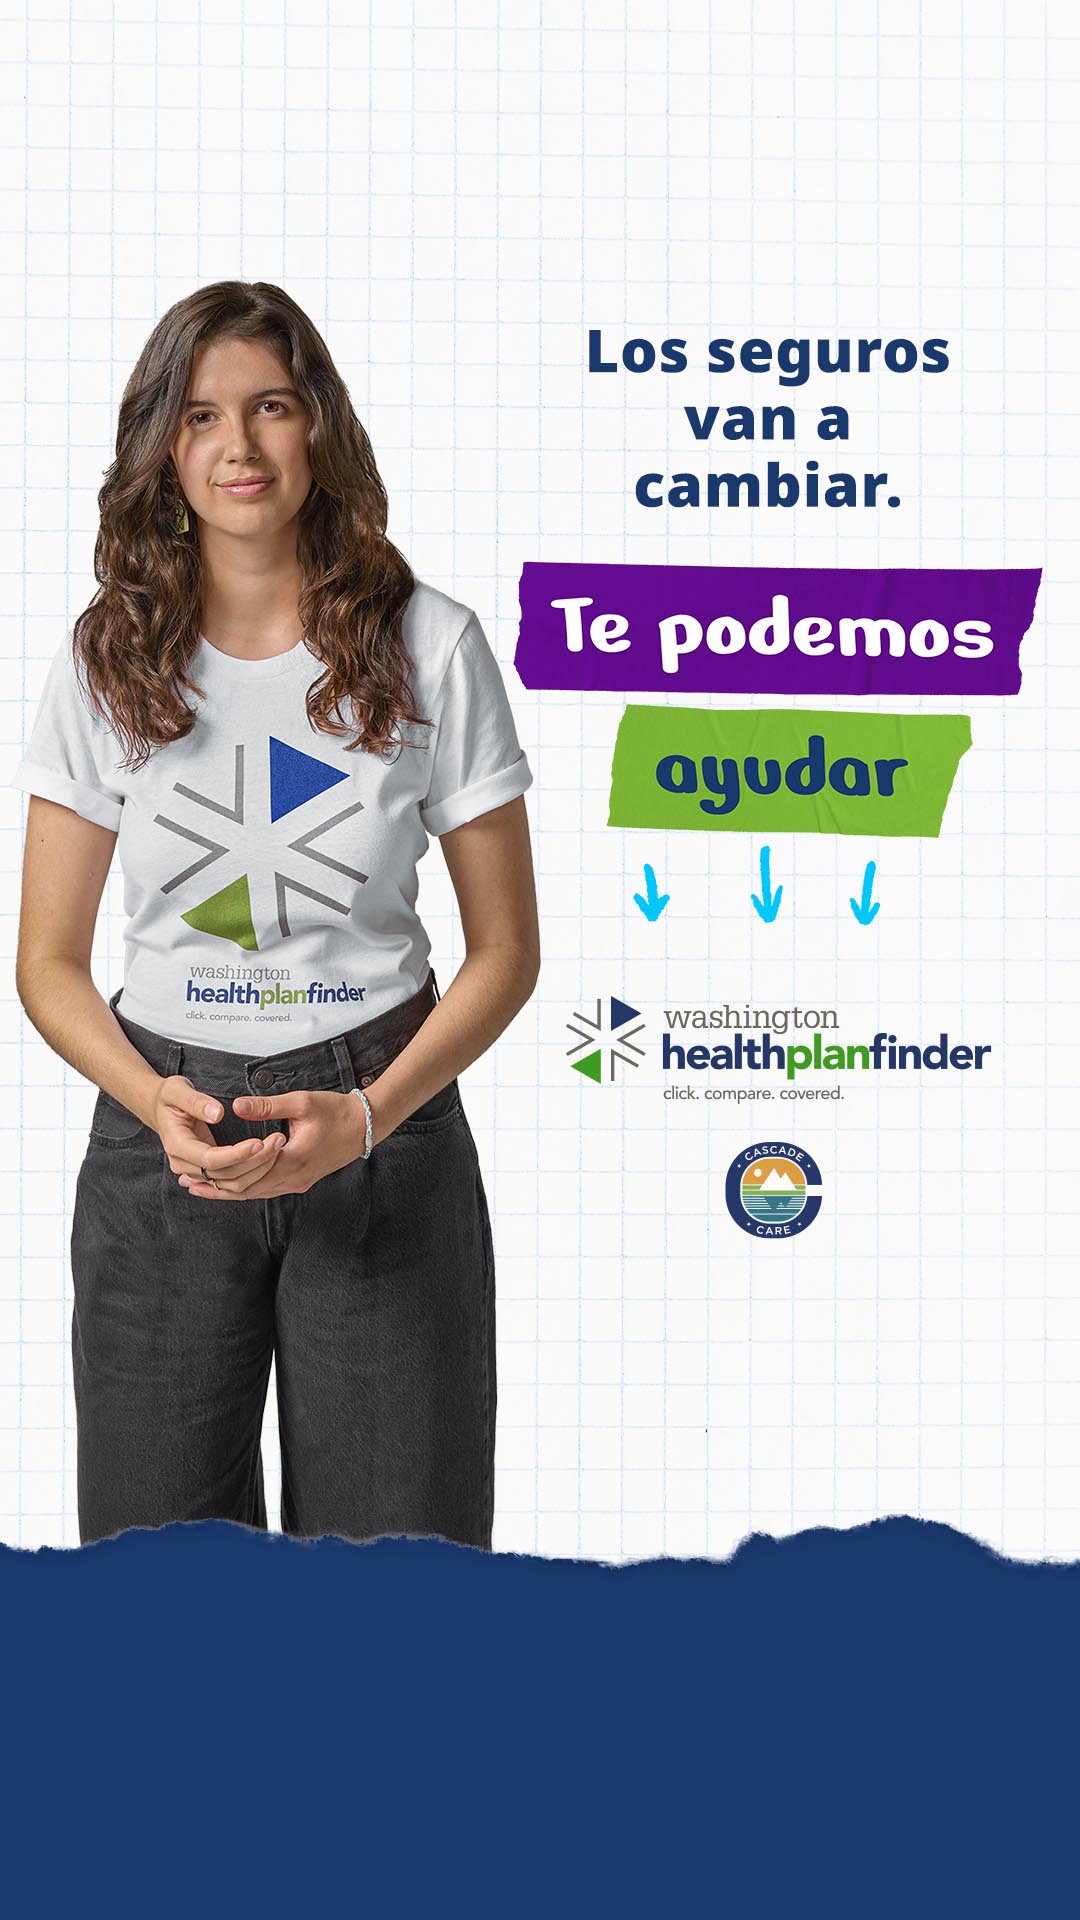 Los seguros
van a
cambiar.
Te podemos
ayudar
washington
healthplanfinder
click. compare. covered.
washington
healthplanfinder
click. compare. covered.
CASCADE
CARE